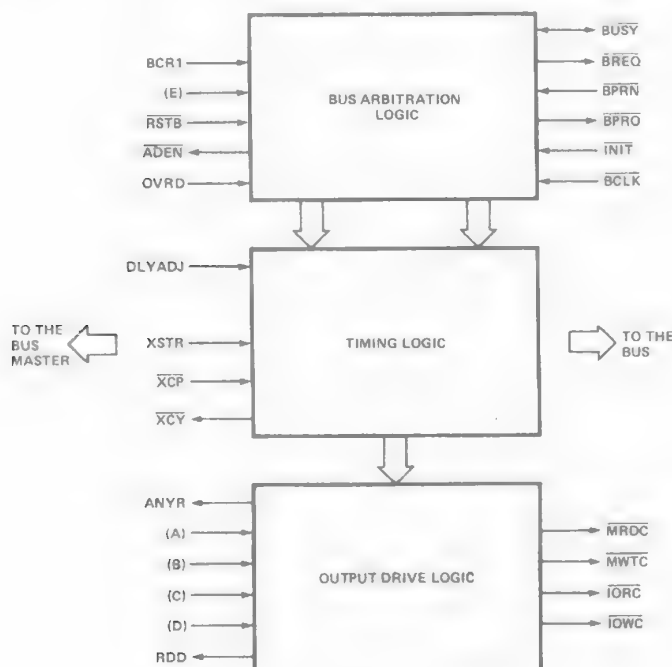 BUSY
BCR1
BREQ
(E)
BPRN
BUS ARBITRATION
LOGIC
RSTB
BPRO
ADEN
INIT
OVRD
BCLK
DLYADJ
TO THE
BUS
MASTER
XSTR
TIMING LOGIC
TO THE
BUS
XCP
XCY
ANYR
(A)
MRDC
(B)
MWTC
OUTPUT DRIVE LOGIC
(C)
IORC
(D)
IOWC
RDD